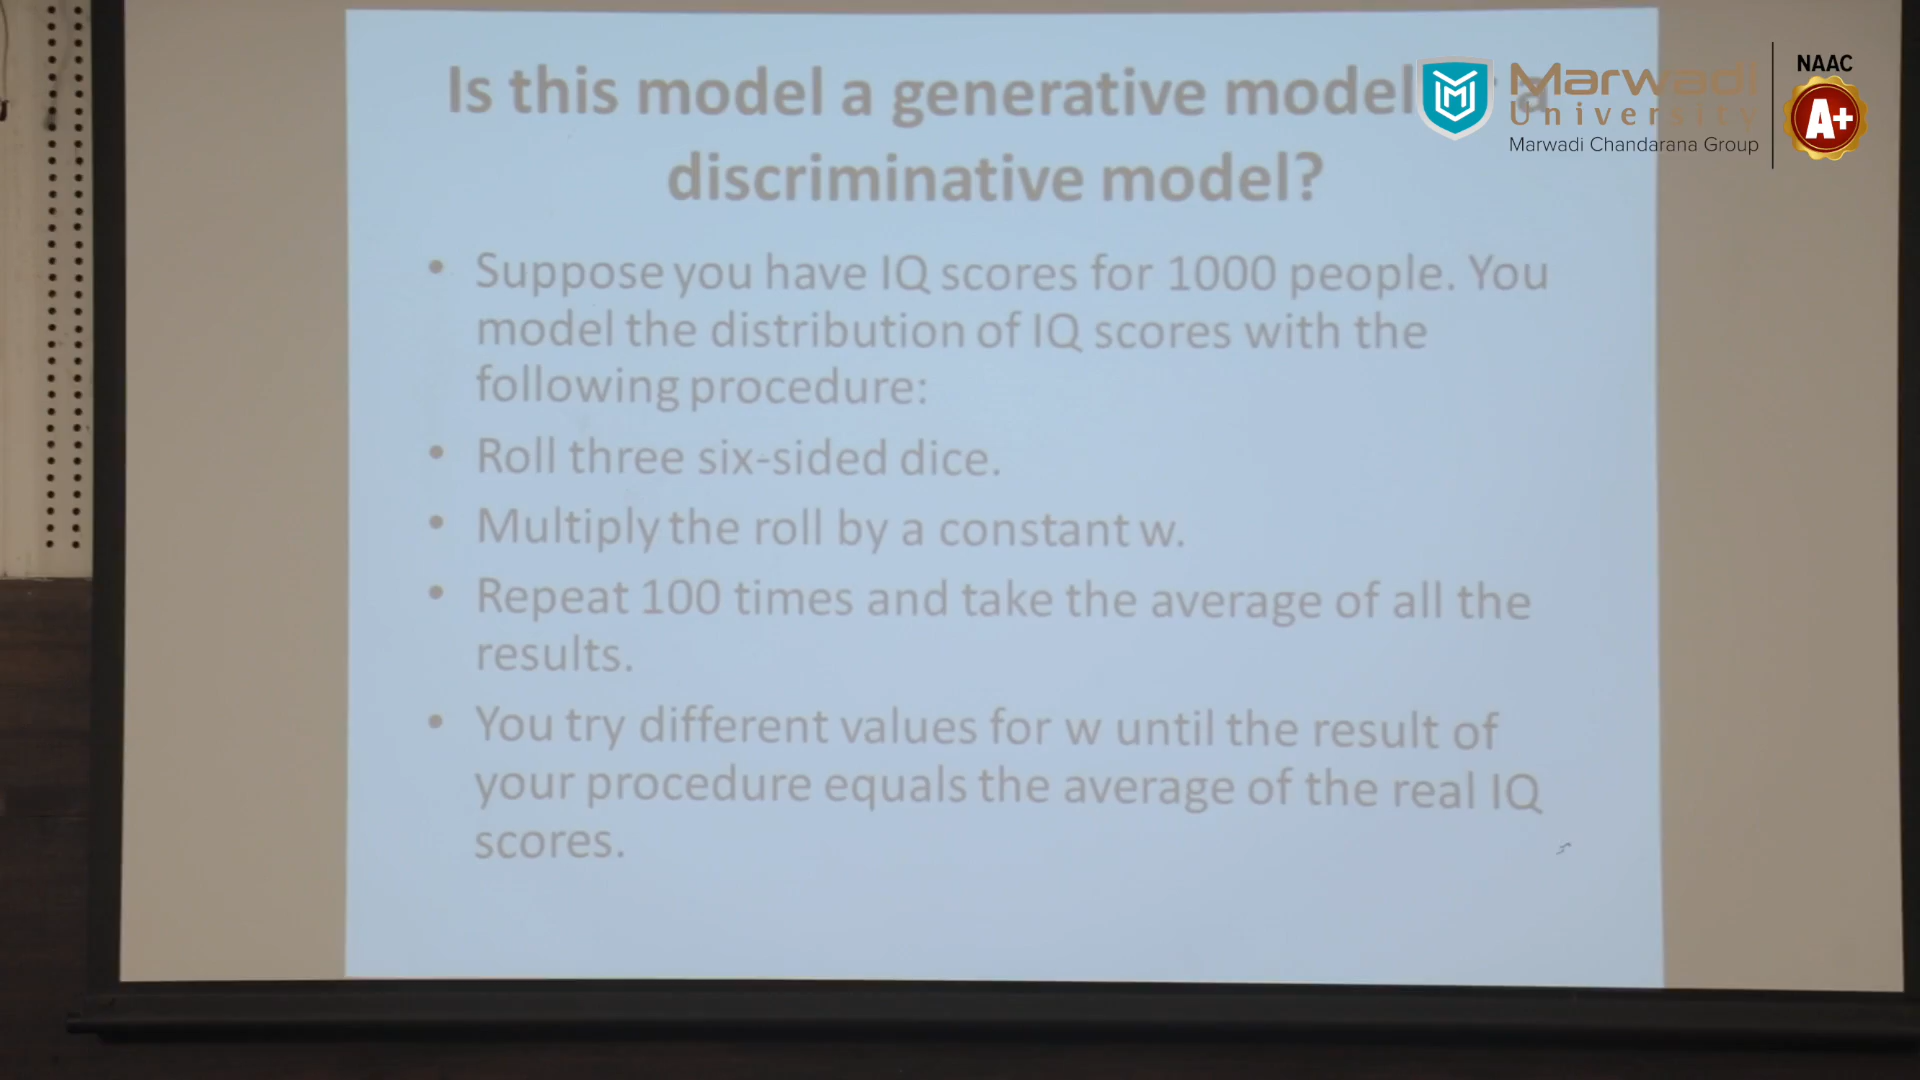 Is this model a generative model a
discriminative model?
Marwadi
University
Marwadi Chandarana Group
NAAC
A+
• Suppose you have IQ scores for 1000 people. You
model the distribution of IQ scores with the
following procedure:
• Roll three six-sided dice.
• Multiply the roll by a constant w.
• Repeat 100 times and take the average of all the
results.
• You try different values for w until the result of
your procedure equals the average of the real IQ
scores.